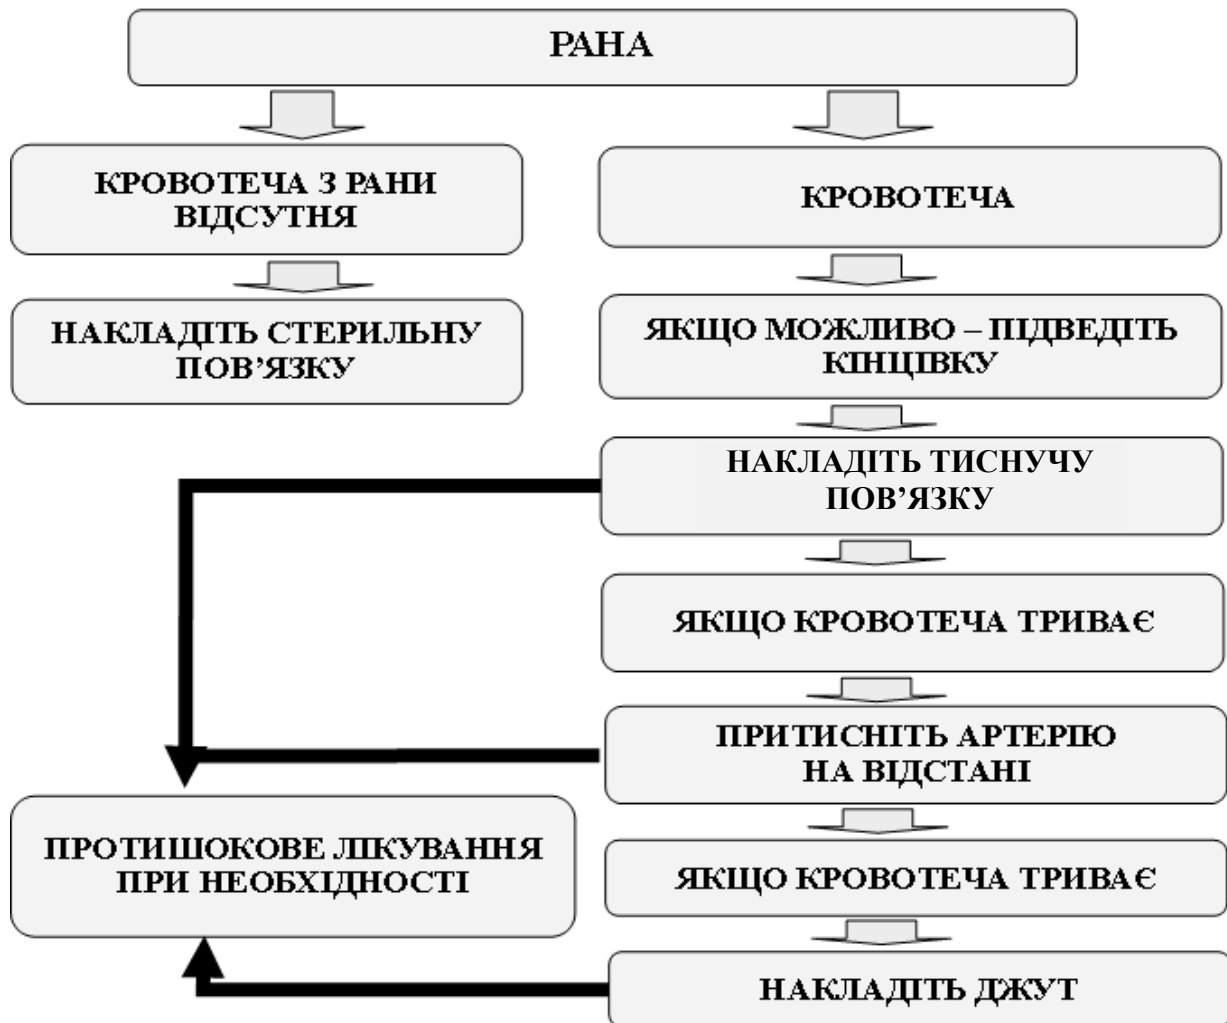 РАНА
КРОВОТЕЧА З РАНИ
ВІДСУТНЯ
НАКЛАДІТЬ СТЕРИЛЬНУ
ПОВ’ЯЗКУ
КРОВОТЕЧА
ЯКЩО МОЖЛИВО – ПІДВЕДІТЬ
КІНЦІВКУ
НАКЛАДІТЬ ТИСНУЧУ
ПОВ’ЯЗКУ
ЯКЩО КРОВОТЕЧА ТРИВАЄ
ПРИТИСНІТЬ АРТЕРІЮ
НА ВІДСТАНІ
ЯКЩО КРОВОТЕЧА ТРИВАЄ
НАКЛАДІТЬ ДЖУТ
ПРОТИШОКОВЕ ЛІКУВАННЯ
ПРИ НЕОБХІДНОСТІ